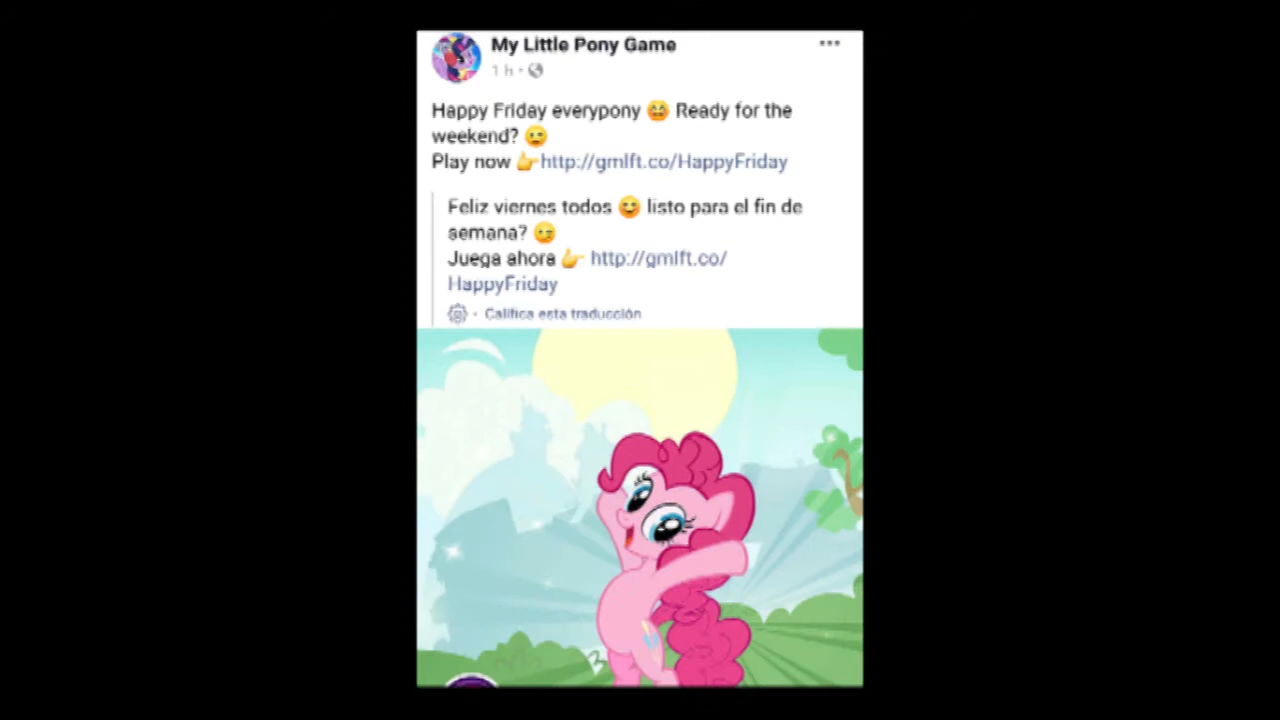 My Little Pony Game
1 h •
Happy Friday everypony 😁 Ready for the
weekend? 😉
Play now 👉http://gmlft.co/HappyFriday
Feliz viernes todos 😁 listo para el fin de
semana? 😉
Juega ahora 👉 http://gmlft.co/
HappyFriday
· Califica esta traducción